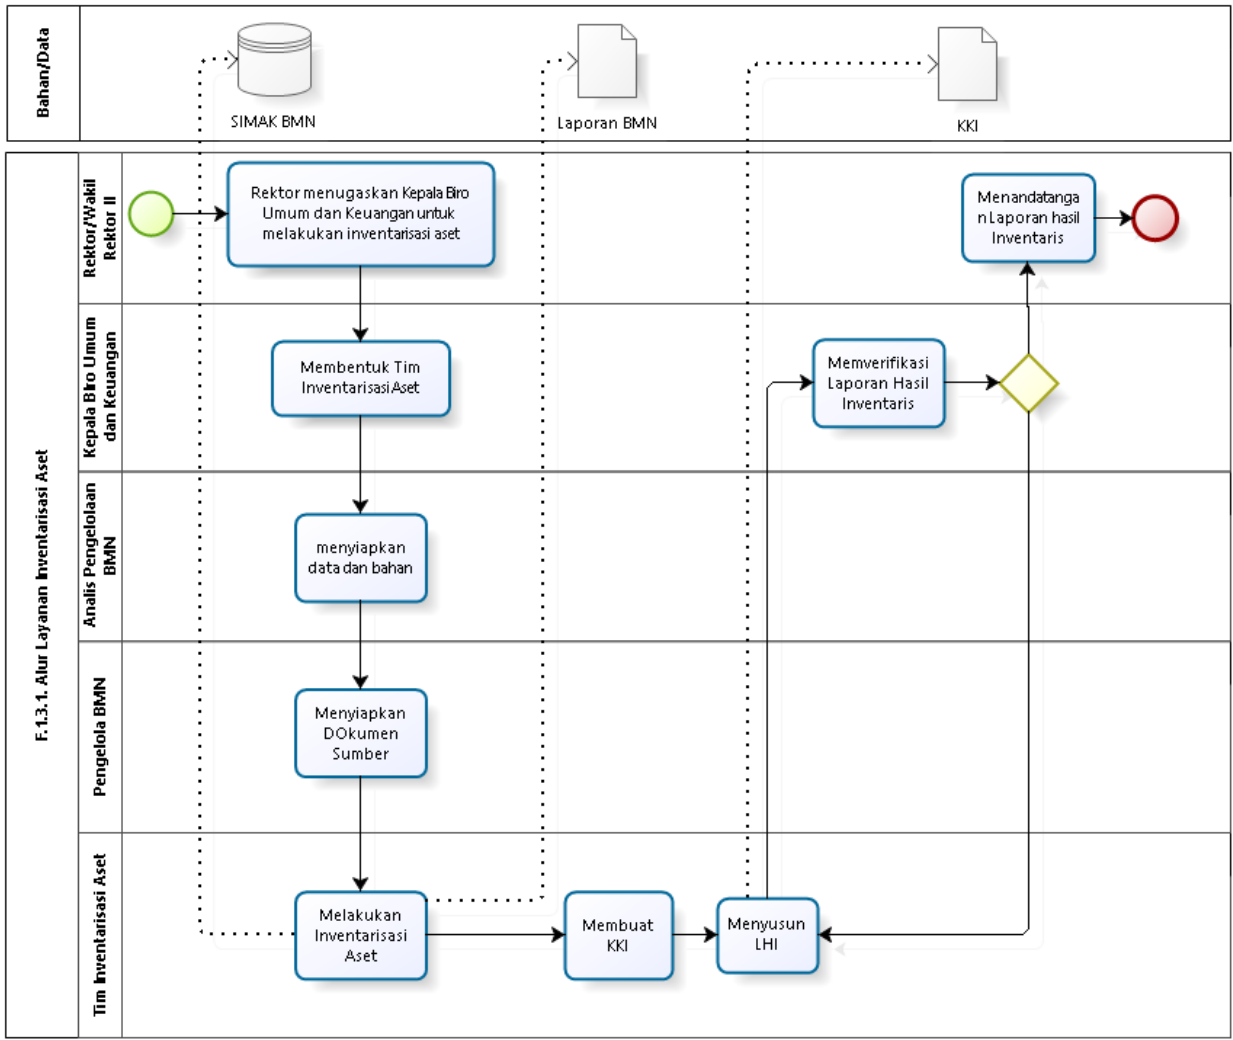 Bahan/Data
SIMAK BMN
Laporan BMN
KKI
F.1.3.1. Alur Layanan Inventarisasi Aset
Rektor/Wakil
Rektor II
Rektor menugaskan Kepala Biro
Umum dan Keuangan untuk
melakukan inventarisasi aset
Menandatanga
n Laporan hasil
Inventaris
Kepala Biro Umum
dan Keuangan
Membentuk Tim
Inventarisasi Aset
Memverifikasi
Laporan Hasil
Inventaris
Analis Pengelolaan
BMN
menyiapkan
data dan bahan
Pengelola BMN
Menyiapkan
DOkumen
Sumber
Tim Inventarisasi Aset
Melakukan
Inventarisasi
Aset
Membuat
KKI
Menyusun
LHI